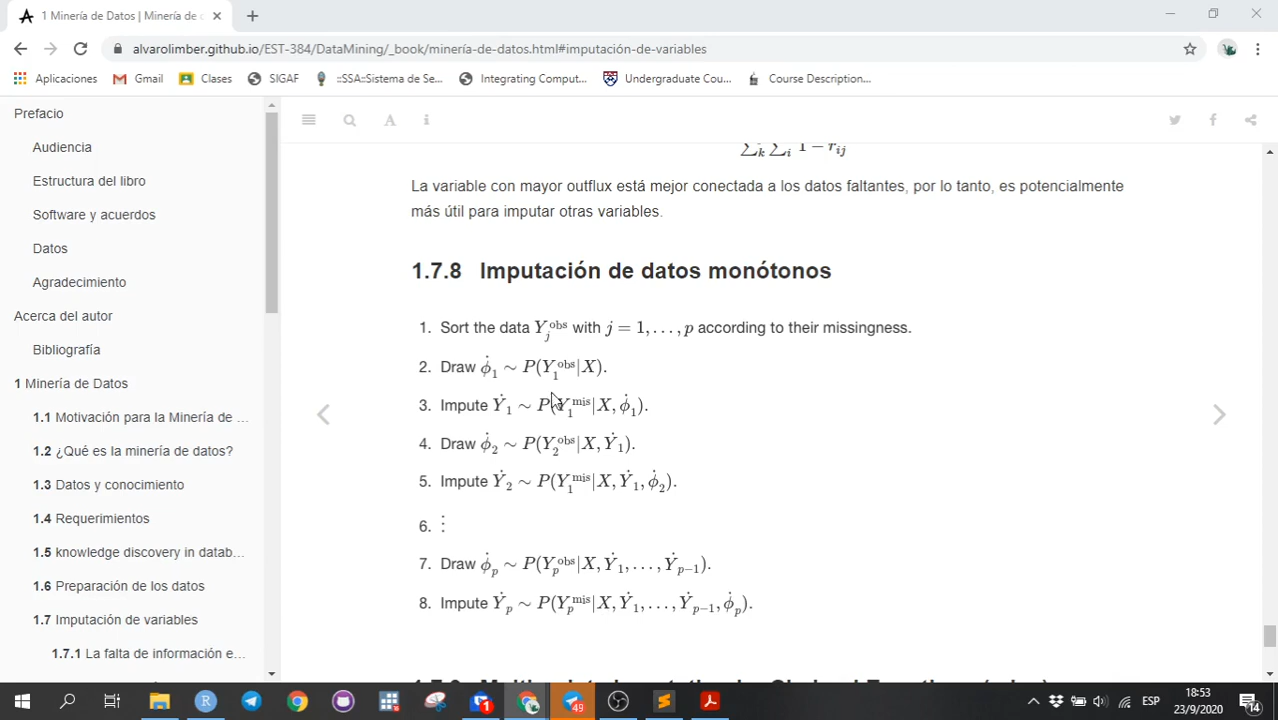 1 Minería de Datos | Minería de d
alvarolimber.github.io/EST-384/DataMining/_book/minería-de-datos.html#imputación-de-variables
Aplicaciones Gmail Clases SIGAF ::SSA::Sistema de Se... Integrating Comput... Undergraduate Cou... Course Description...
Prefacio
Audiencia
Estructura del libro
Software y acuerdos
Datos
Agradecimiento
Acerca del autor
Bibliografía
1 Minería de Datos
1.1 Motivación para la Minería de ...
1.2 ¿Qué es la minería de datos?
1.3 Datos y conocimiento
1.4 Requerimientos
1.5 knowledge discovery in datab...
1.6 Preparación de los datos
1.7 Imputación de variables
1.7.1 La falta de información e...
∑_k ∑_i 1 − r_{ij}
La variable con mayor outflux está mejor conectada a los datos faltantes, por lo tanto, es potencialmente
más útil para imputar otras variables.
1.7.8 Imputación de datos monótonos
1. Sort the data Y_j^{obs} with j = 1, . . . , p according to their missingness.
2. Draw ϕ̇_1 ∼ P(Y_1^{obs}|X).
3. Impute Ẏ_1 ∼ P(Y_1^{mis}|X, ϕ̇_1).
4. Draw ϕ̇_2 ∼ P(Y_2^{obs}|X, Ẏ_1).
5. Impute Ẏ_2 ∼ P(Y_1^{mis}|X, Ẏ_1, ϕ̇_2).
6. ⋮
7. Draw ϕ̇_p ∼ P(Y_p^{obs}|X, Ẏ_1, . . . , Ẏ_{p−1}).
8. Impute Ẏ_p ∼ P(Y_p^{mis}|X, Ẏ_1, . . . , Ẏ_{p−1}, ϕ̇_p).
49
1
ESP
18:53
23/9/2020
14